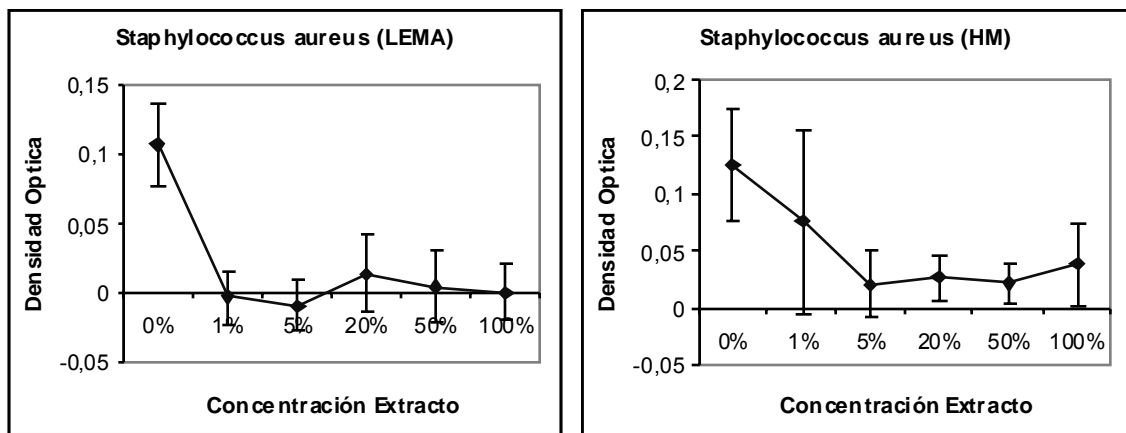 Staphylococcus aureus (LEMA)
0,15
0,1
0,05
0
-0,05
Densidad Optica
0% 1% 5% 20% 50% 100%
Concentración Extracto
Staphylococcus aureus (HM)
0,2
0,15
0,1
0,05
0
-0,05
Densidad Optica
0% 1% 5% 20% 50% 100%
Concentración Extracto